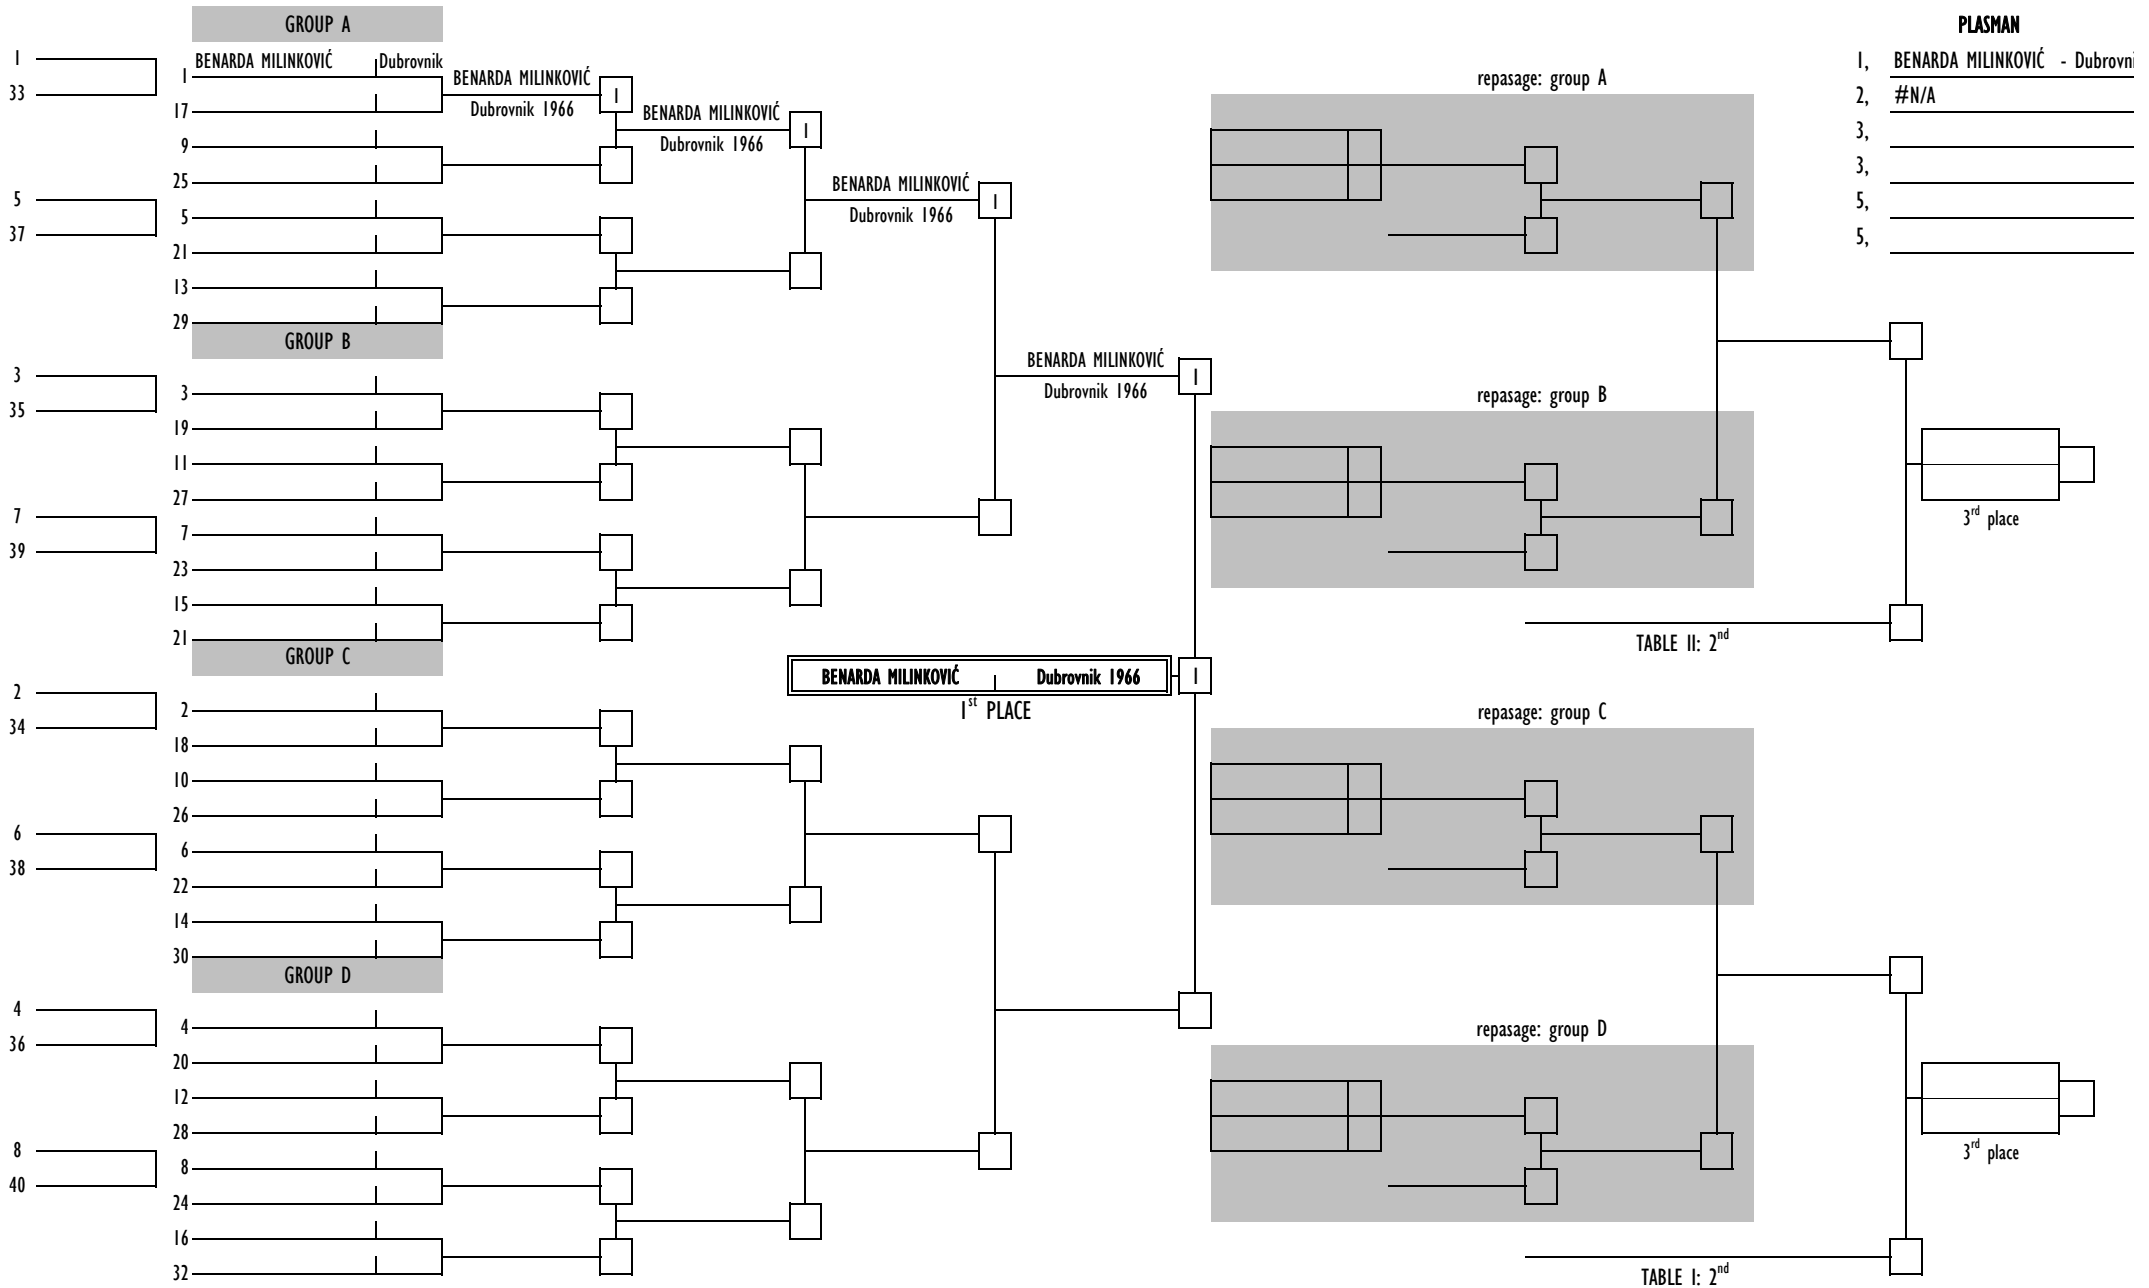 GROUP A
1
33
1 BENARDA MILINKOVIĆ Dubrovnik
17
9
25
5
37
5
21
13
29
GROUP B
3
35
3
19
11
27
7
39
7
23
15
21
GROUP C
2
34
2
18
10
26
6
38
6
22
14
30
GROUP D
4
36
4
20
12
28
8
40
8
24
16
32
BENARDA MILINKOVIĆ
Dubrovnik 1966
1
BENARDA MILINKOVIĆ
Dubrovnik 1966
1
BENARDA MILINKOVIĆ
Dubrovnik 1966
1
BENARDA MILINKOVIĆ
Dubrovnik 1966
1
BENARDA MILINKOVIĆ Dubrovnik 1966 1
1st PLACE
repasage: group A
repasage: group B
TABLE II: 2nd
3rd place
repasage: group C
repasage: group D
TABLE I: 2nd
3rd place
PLASMAN
1, BENARDA MILINKOVIĆ - Dubrovni
2, #N/A
3,
3,
5,
5,